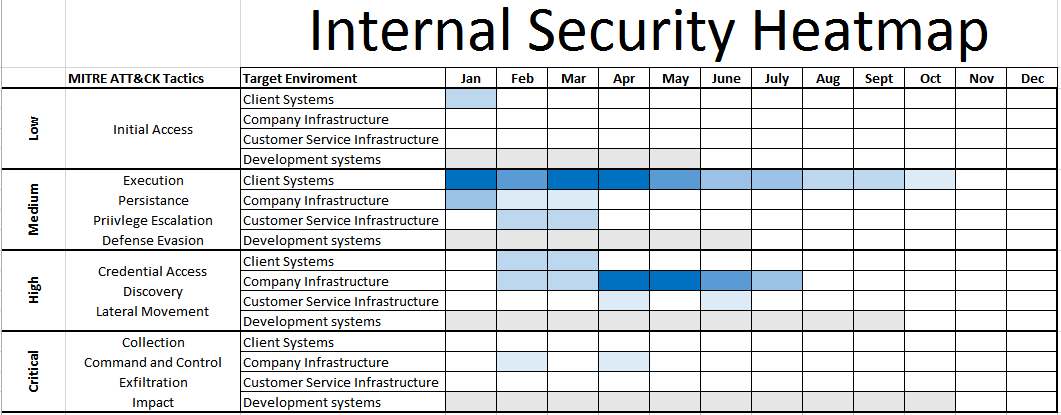 Internal Security Heatmap
MITRE ATT&CK Tactics Target Enviroment Jan Feb Mar Apr May June July Aug Sept Oct Nov Dec
Low
Initial Access
Client Systems
Company Infrastructure
Customer Service Infrastructure
Development systems
Medium
Execution Client Systems
Persistance Company Infrastructure
Priivlege Escalation Customer Service Infrastructure
Defense Evasion Development systems
High
Credential Access
Discovery
Lateral Movement
Client Systems
Company Infrastructure
Customer Service Infrastructure
Development systems
Critical
Collection Client Systems
Command and Control Company Infrastructure
Exfiltration Customer Service Infrastructure
Impact Development systems